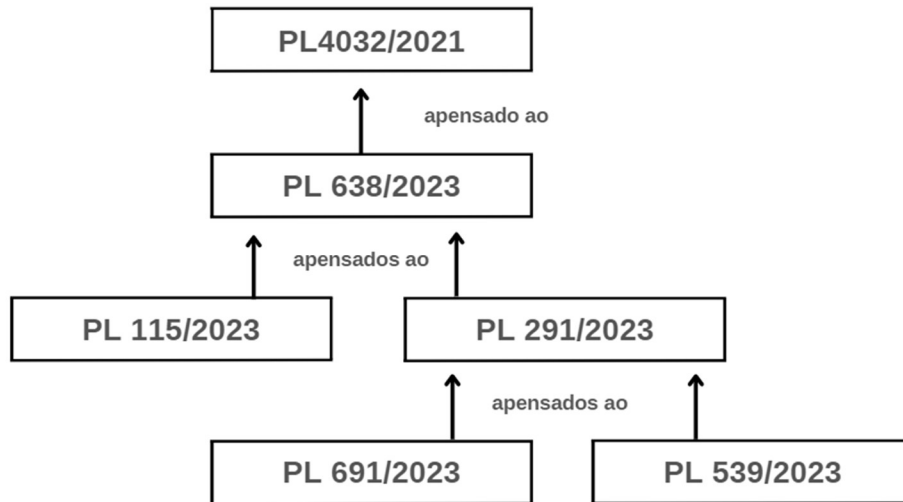 PL4032/2021
apensado ao
PL 638/2023
apensados ao
PL 115/2023
PL 291/2023
apensados ao
PL 691/2023
PL 539/2023